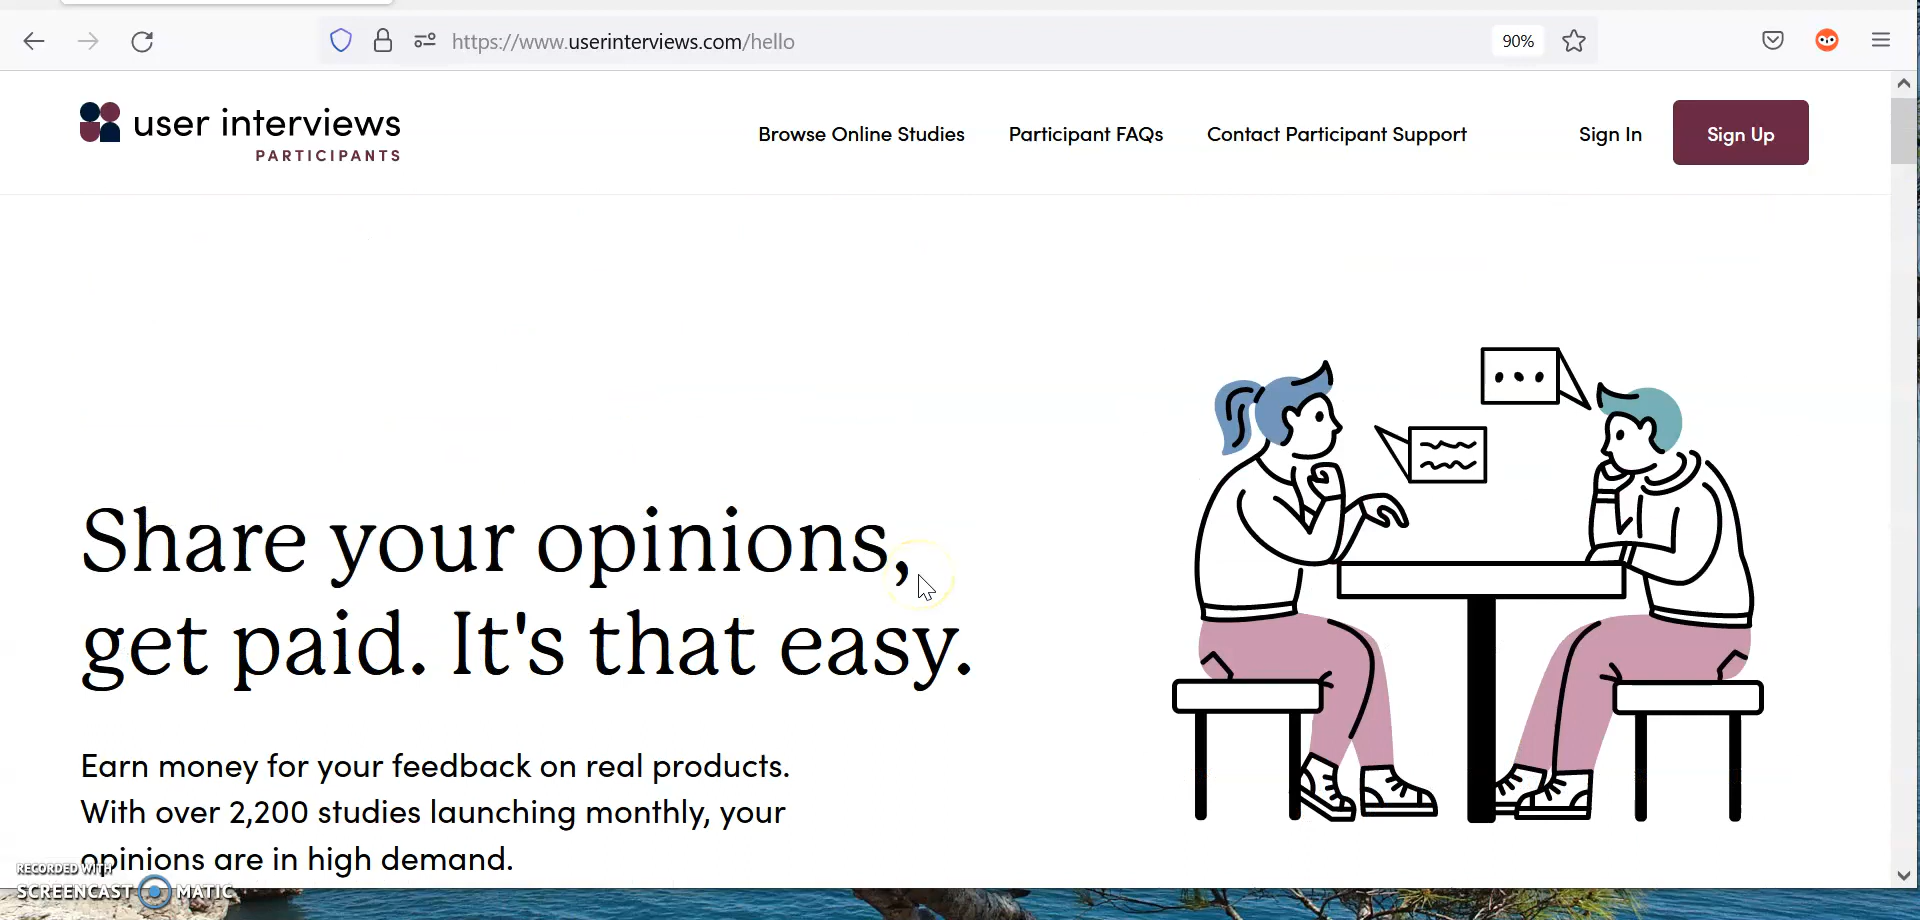 https://www.userinterviews.com/hello
90%
user interviews
PARTICIPANTS
Browse Online Studies
Participant FAQs
Contact Participant Support
Sign In
Sign Up
Share your opinions,
get paid. It's that easy.
Earn money for your feedback on real products.
With over 2,200 studies launching monthly, your
opinions are in high demand.
RECORDED WITH
SCREENCAST MATIC